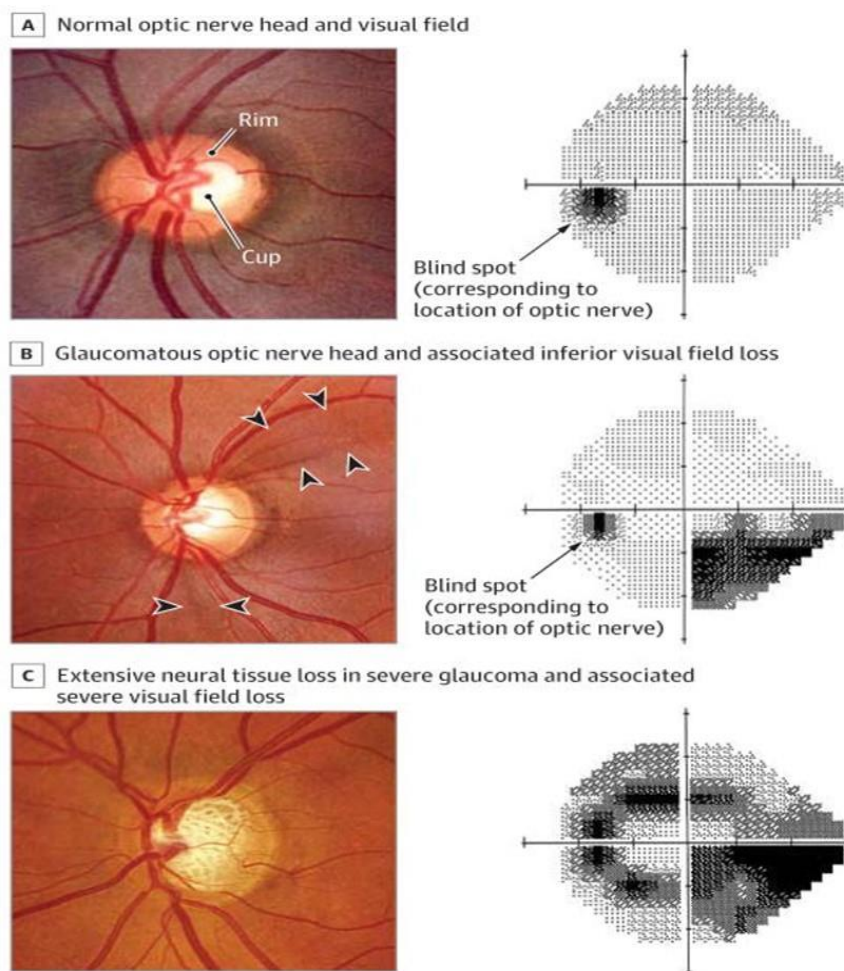 A Normal optic nerve head and visual field
Rim
Cup
Blind spot
(corresponding to
location of optic nerve)
B Glaucomatous optic nerve head and associated inferior visual field loss
Blind spot
(corresponding to
location of optic nerve)
C Extensive neural tissue loss in severe glaucoma and associated
severe visual field loss